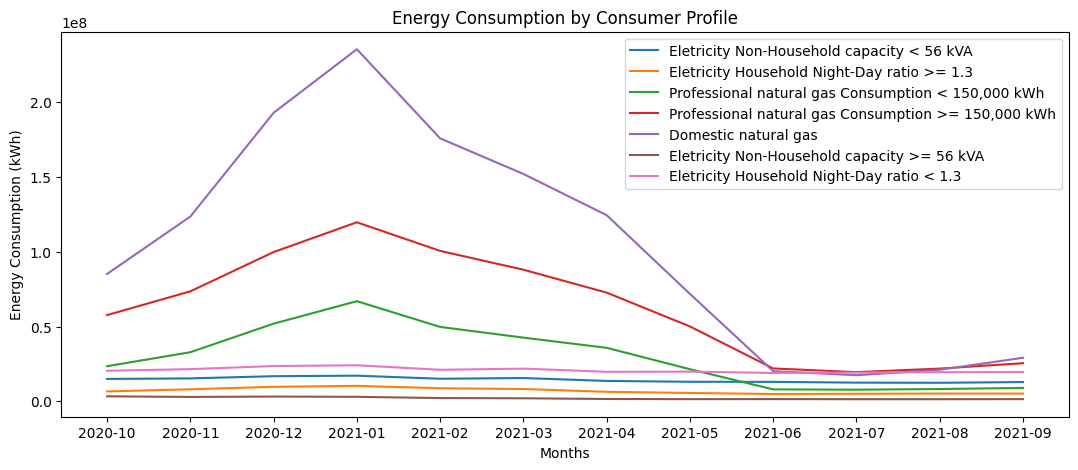 Energy Consumption by Consumer Profile
1e8
Eletricity Non-Household capacity < 56 kVA
Eletricity Household Night-Day ratio >= 1.3
Professional natural gas Consumption < 150,000 kWh
Professional natural gas Consumption >= 150,000 kWh
Domestic natural gas
Eletricity Non-Household capacity >= 56 kVA
Eletricity Household Night-Day ratio < 1.3
Energy Consumption (kWh)
2.0
1.5
1.0
0.5
0.0
2020-10 2020-11 2020-12 2021-01 2021-02 2021-03 2021-04 2021-05 2021-06 2021-07 2021-08 2021-09
Months